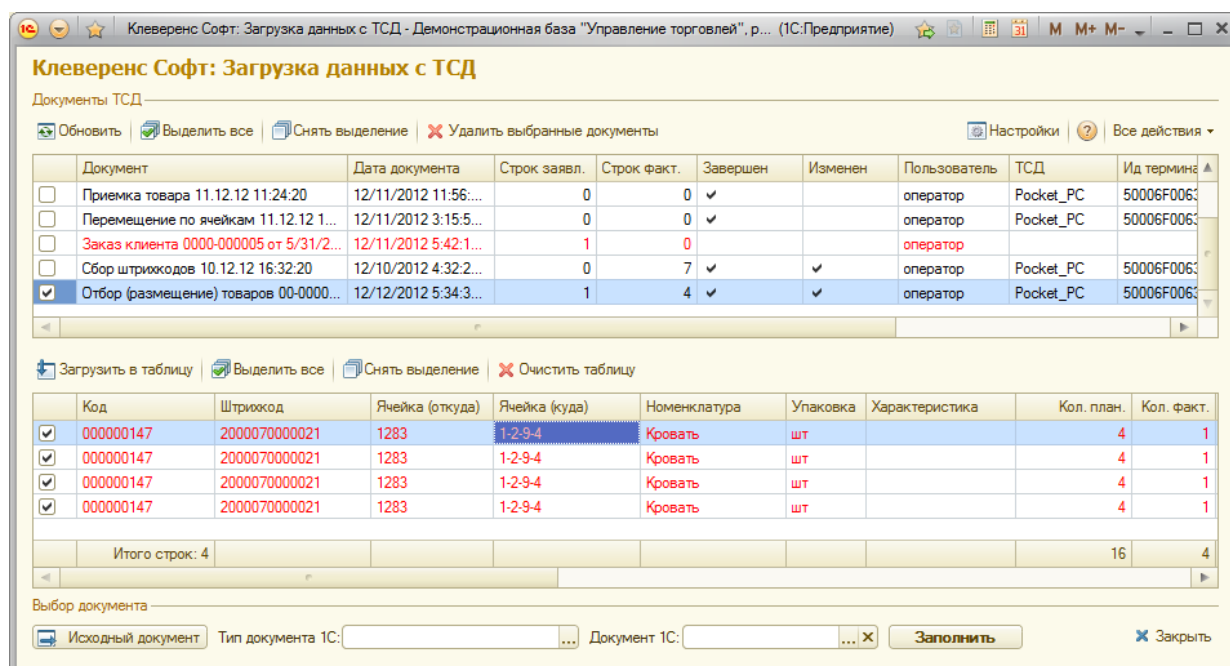 Клеверенс Софт: Загрузка данных с ТСД - Демонстрационная база "Управление торговлей", р... (1С:Предприятие) 31 M M+ M-
Клеверенс Софт: Загрузка данных с ТСД
Документы ТСД
Обновить Выделить все Снять выделение Удалить выбранные документы Настройки ? Все действия
Документ Дата документа Строк заявл. Строк факт. Завершен Изменен Пользователь ТСД Ид термина
Приемка товара 11.12.12 11:24:20 12/11/2012 11:56:... 0 0 оператор Pocket_PC 50006F0063
Перемещение по ячейкам 11.12.12 1... 12/11/2012 3:15:5... 0 0 оператор Pocket_PC 50006F0063
Заказ клиента 0000-000005 от 5/31/2... 12/11/2012 5:42:1... 1 0 оператор
Сбор штрихкодов 10.12.12 16:32:20 12/10/2012 4:32:2... 0 7 оператор Pocket_PC 50006F0063
Отбор (размещение) товаров 00-0000... 12/12/2012 5:34:3... 1 4 оператор Pocket_PC 50006F0063
Загрузить в таблицу Выделить все Снять выделение Очистить таблицу
Код Штрихкод Ячейка (откуда) Ячейка (куда) Номенклатура Упаковка Характеристика Кол. план. Кол. факт.
000000147 2000070000021 1283 1-2-9-4 Кровать шт 4 1
000000147 2000070000021 1283 1-2-9-4 Кровать шт 4 1
000000147 2000070000021 1283 1-2-9-4 Кровать шт 4 1
000000147 2000070000021 1283 1-2-9-4 Кровать шт 4 1
Итого строк: 4 16 4
Выбор документа
Исходный документ Тип документа 1С: ... Документ 1С: ... Заполнить Закрыть